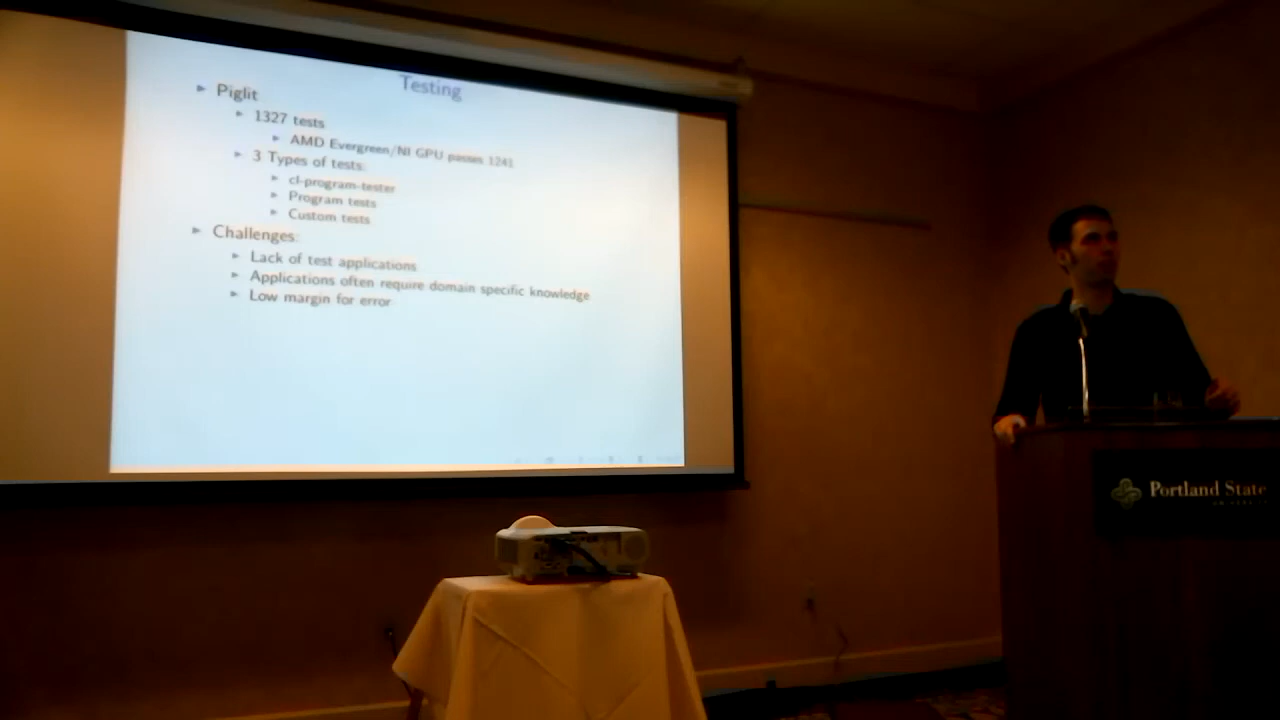 Testing
Piglit
1327 tests
AMD Evergreen/NI GPU passes 1241
3 Types of tests:
cl-program-tester
Program tests
Custom tests
Challenges:
Lack of test applications
Applications often require domain specific knowledge
Low margin for error
Portland State